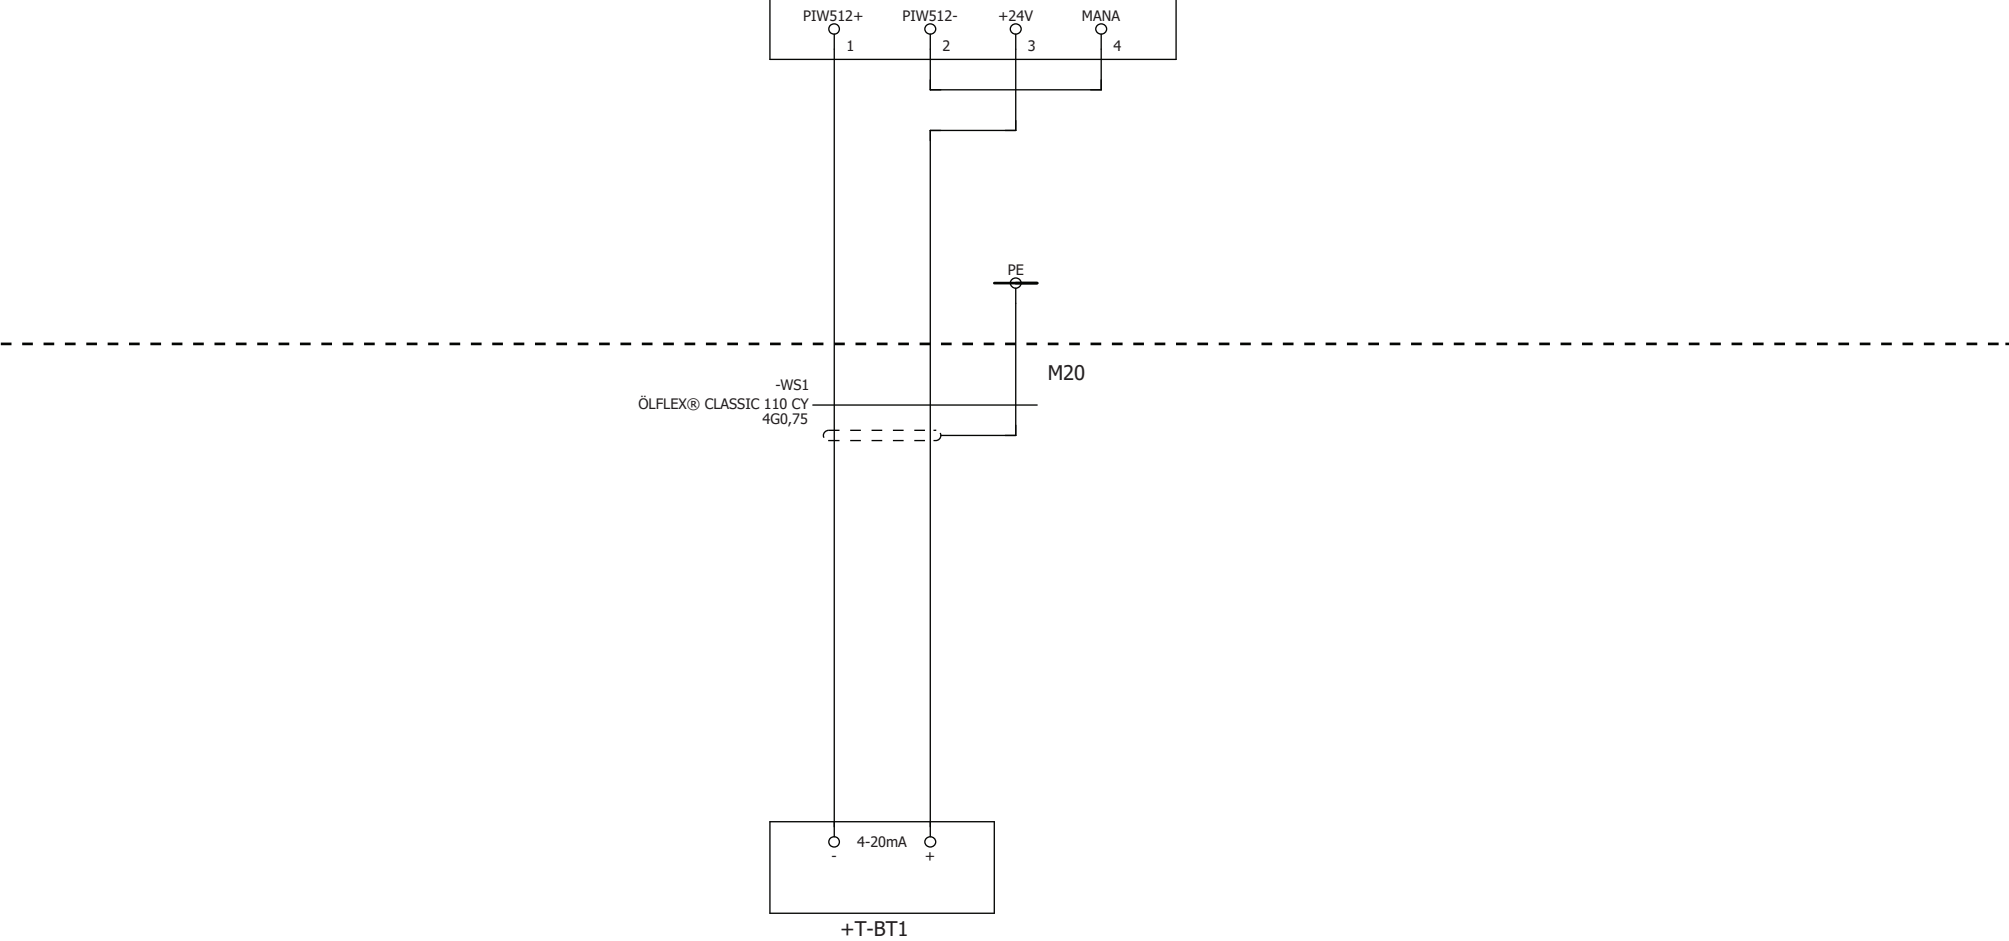 PIW512+ PIW512- +24V MANA
1 2 3 4
PE
M20
-WS1
ÖLFLEX® CLASSIC 110 CY
4G0,75
4-20mA
- +
+T-BT1